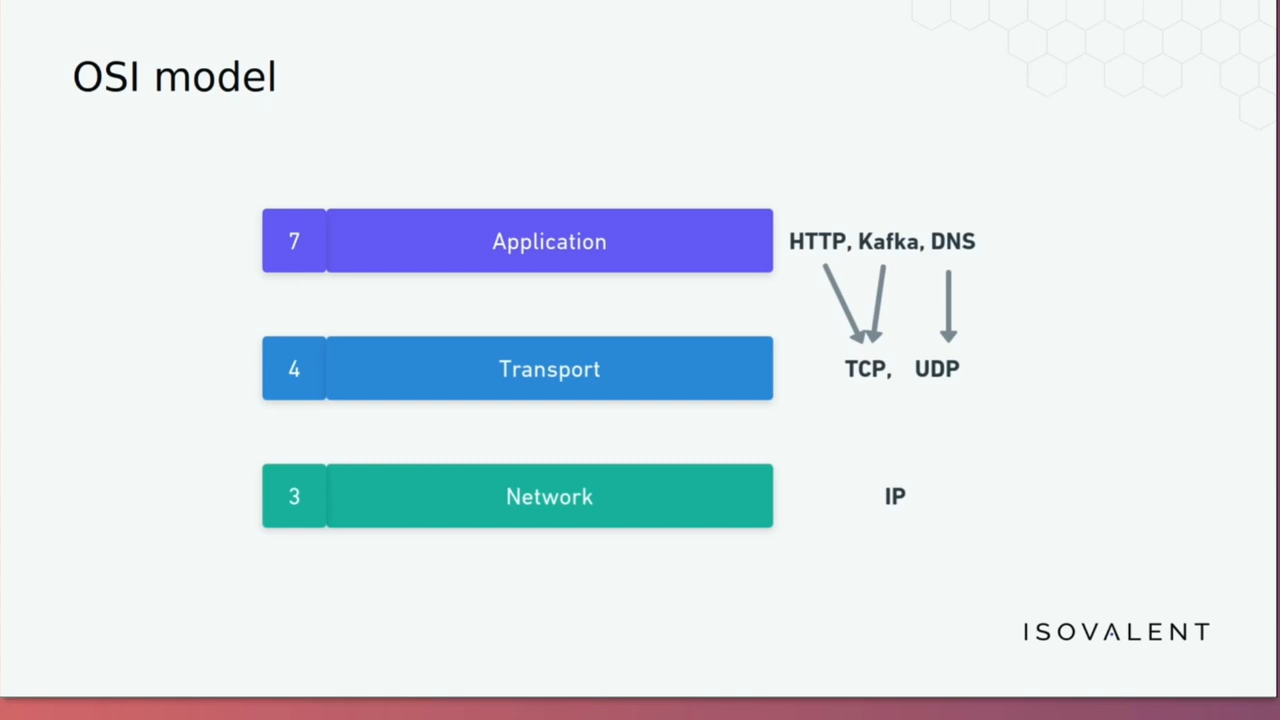 OSI model
7 Application HTTP, Kafka, DNS
4 Transport TCP, UDP
3 Network IP
ISOVALENT